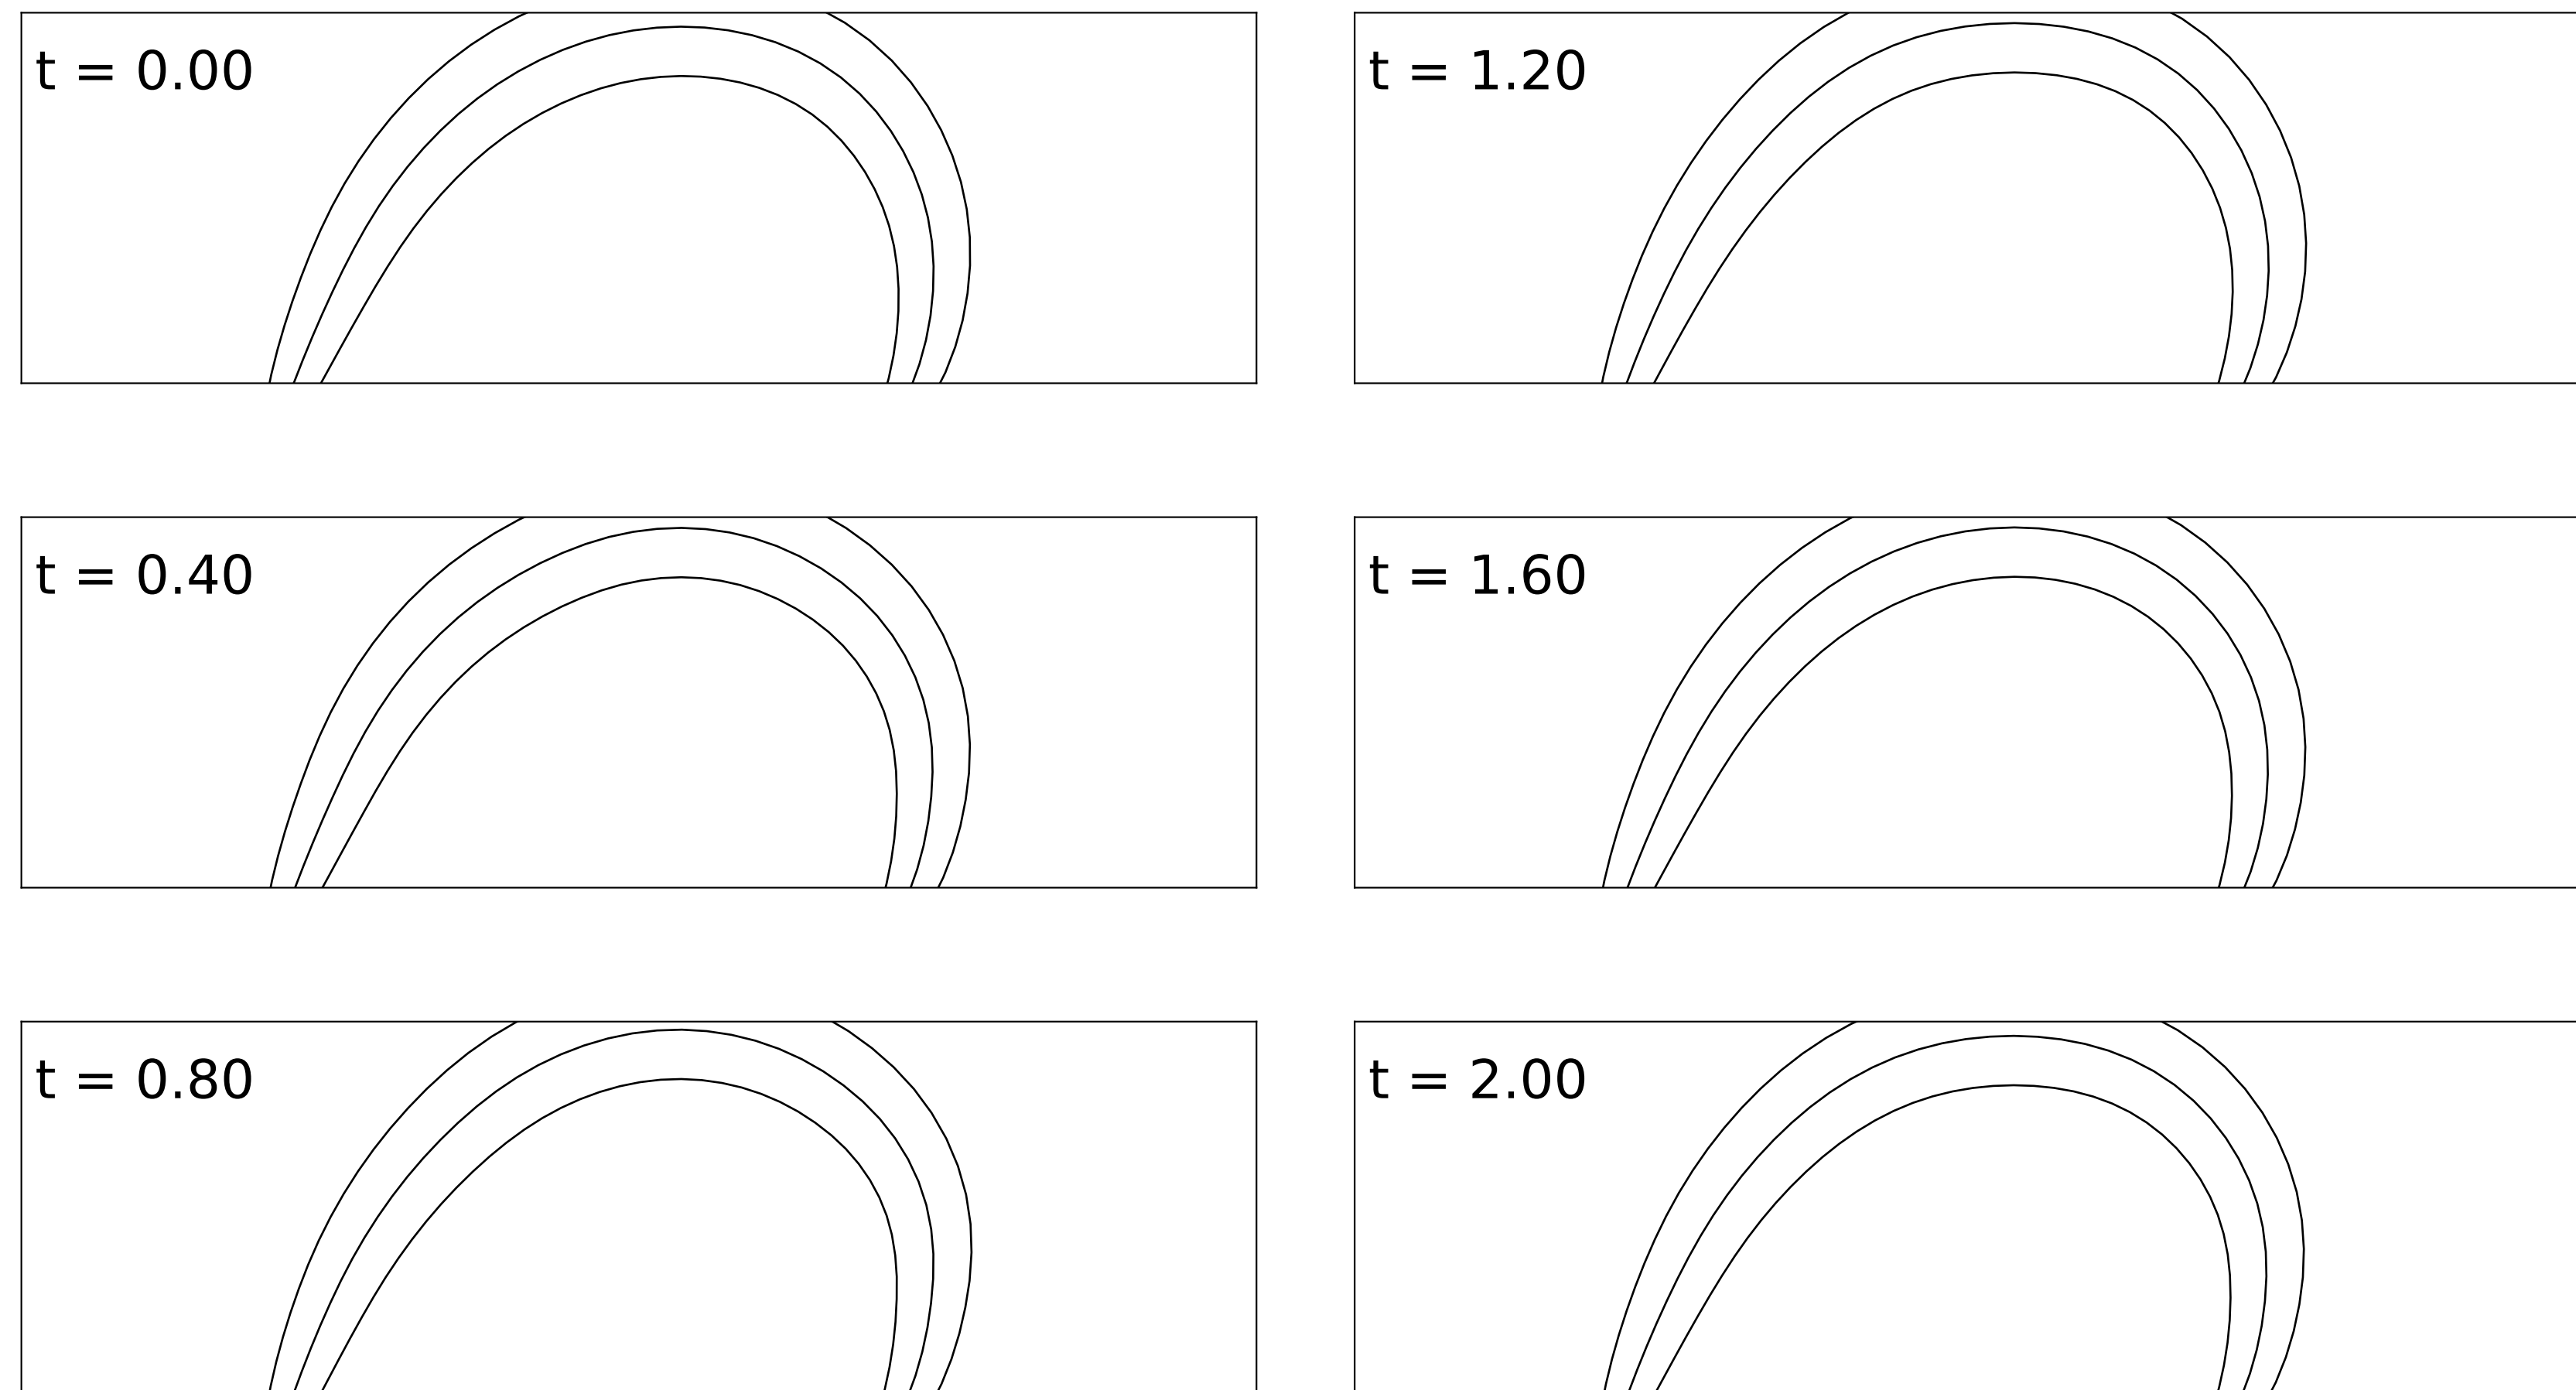 t = 0.00
t = 1.20
t = 0.40
t = 1.60
t = 0.80
t = 2.00